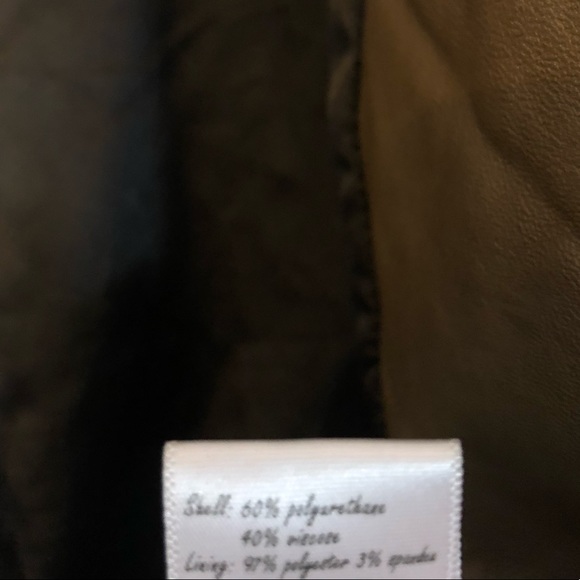 Shell: 60% polyurethane
40% viscose
Lining: 97% polyester 3% spandex